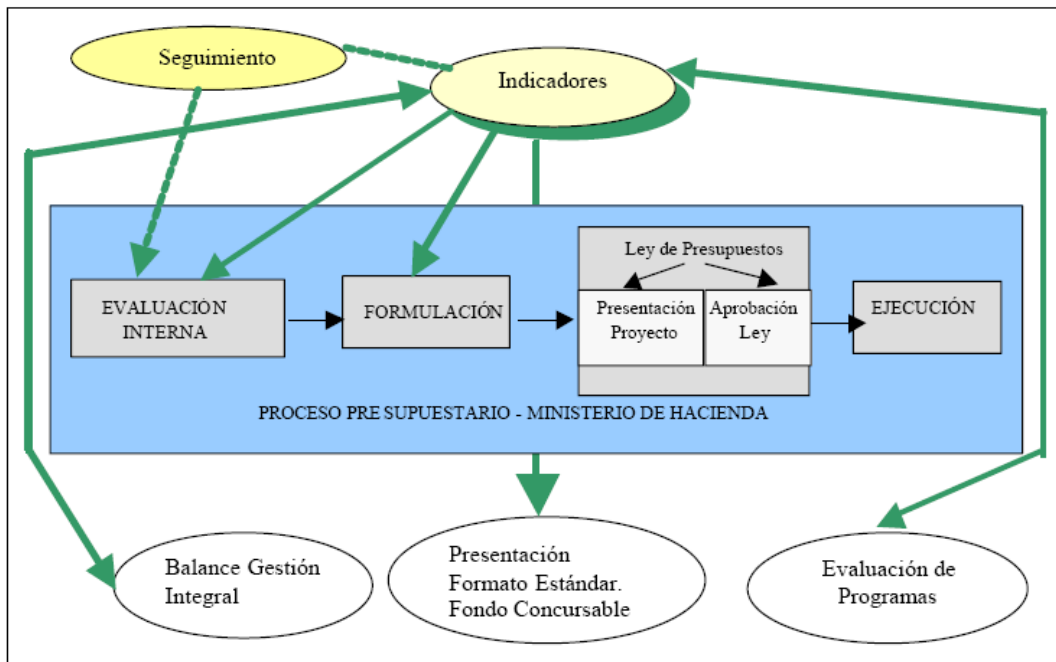 Seguimiento
Indicadores
Ley de Presupuestos
EVALUACIÓN
INTERNA
FORMULACIÓN
Presentación
Proyecto
Aprobación
Ley
EJECUCIÓN
PROCESO PRE SUPUESTARIO - MINISTERIO DE HACIENDA
Balance Gestión
Integral
Presentación
Formato Estándar.
Fondo Concursable
Evaluación de
Programas